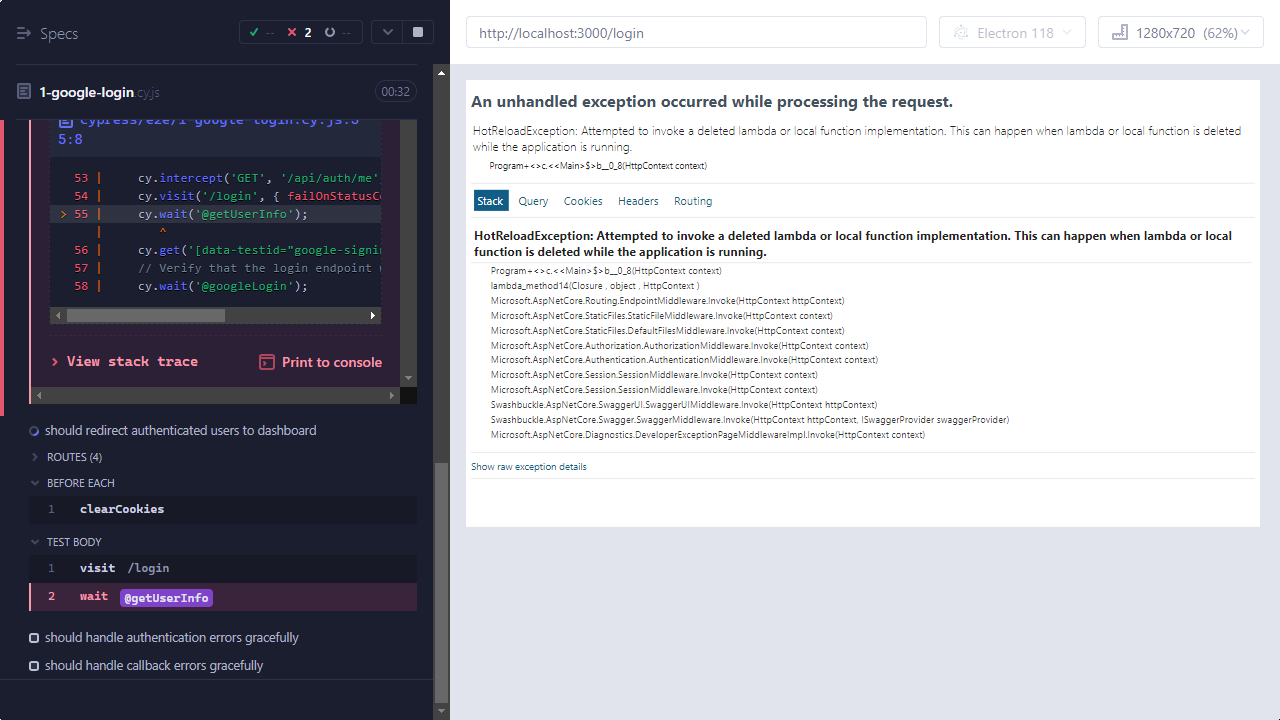 Specs
-- 2 --
1-google-login.cy.js
00:32
cypress/e2e/1-google-login.cy.js:5
5:8
53 | cy.intercept('GET', '/api/auth/me'
54 | cy.visit('/login', { failOnStatusCo
> 55 | cy.wait('@getUserInfo');
| ^
56 | cy.get('[data-testid="google-signin
57 | // Verify that the login endpoint
58 | cy.wait('@googleLogin');
> View stack trace
Print to console
should redirect authenticated users to dashboard
ROUTES (4)
BEFORE EACH
1 clearCookies
TEST BODY
1 visit /login
2 wait @getUserInfo
should handle authentication errors gracefully
should handle callback errors gracefully
http://localhost:3000/login
Electron 118
1280x720 (62%)
An unhandled exception occurred while processing the request.
HotReloadException: Attempted to invoke a deleted lambda or local function implementation. This can happen when lambda or local function is deleted
while the application is running.
Program+<>c.<<Main>$>b__0_8(HttpContext context)
Stack Query Cookies Headers Routing
HotReloadException: Attempted to invoke a deleted lambda or local function implementation. This can happen when lambda or local
function is deleted while the application is running.
Program+<>c.<<Main>$>b__0_8(HttpContext context)
lambda_method14(Closure , object , HttpContext )
Microsoft.AspNetCore.Routing.EndpointMiddleware.Invoke(HttpContext httpContext)
Microsoft.AspNetCore.StaticFiles.StaticFileMiddleware.Invoke(HttpContext context)
Microsoft.AspNetCore.StaticFiles.DefaultFilesMiddleware.Invoke(HttpContext context)
Microsoft.AspNetCore.Authorization.AuthorizationMiddleware.Invoke(HttpContext context)
Microsoft.AspNetCore.Authentication.AuthenticationMiddleware.Invoke(HttpContext context)
Microsoft.AspNetCore.Session.SessionMiddleware.Invoke(HttpContext context)
Microsoft.AspNetCore.Session.SessionMiddleware.Invoke(HttpContext context)
Swashbuckle.AspNetCore.SwaggerUI.SwaggerUIMiddleware.Invoke(HttpContext httpContext)
Swashbuckle.AspNetCore.Swagger.SwaggerMiddleware.Invoke(HttpContext httpContext, ISwaggerProvider swaggerProvider)
Microsoft.AspNetCore.Diagnostics.DeveloperExceptionPageMiddlewareImpl.Invoke(HttpContext context)
Show raw exception details